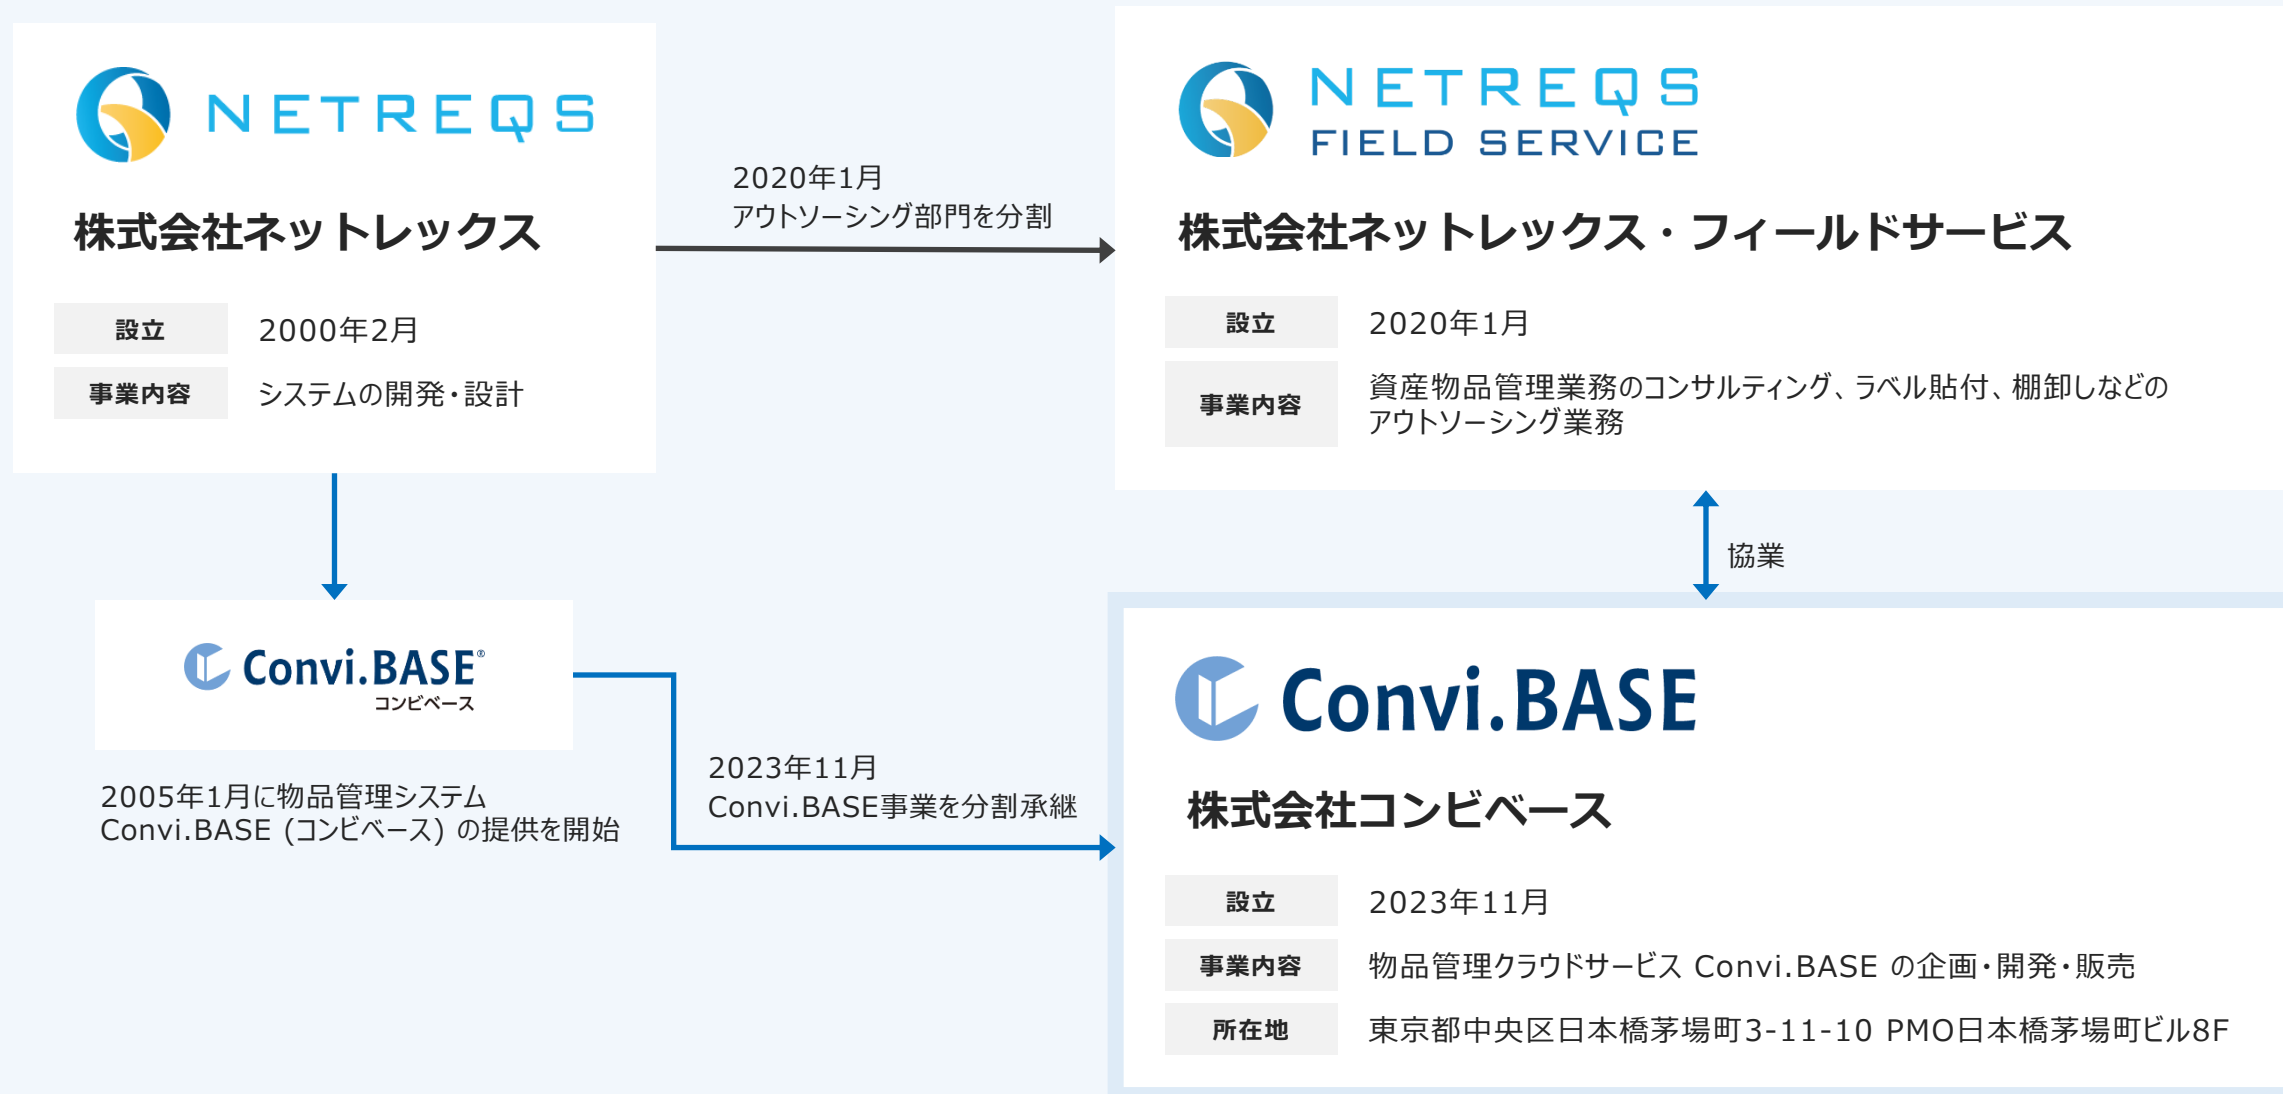 NETREQS
株式会社ネットレックス
設立 2000年2月
事業内容 システムの開発・設計
2020年1月
アウトソーシング部門を分割
NETREQS
FIELD SERVICE
株式会社ネットレックス・フィールドサービス
設立 2020年1月
事業内容 資産物品管理業務のコンサルティング、ラベル貼付、棚卸しなどの
アウトソーシング業務
協業
Convi.BASE®
コンビベース
2005年1月に物品管理システム
Convi.BASE (コンビベース) の提供を開始
2023年11月
Convi.BASE事業を分割承継
Convi.BASE
株式会社コンビベース
設立 2023年11月
事業内容 物品管理クラウドサービス Convi.BASE の企画・開発・販売
所在地 東京都中央区日本橋茅場町3-11-10 PMO日本橋茅場町ビル8F